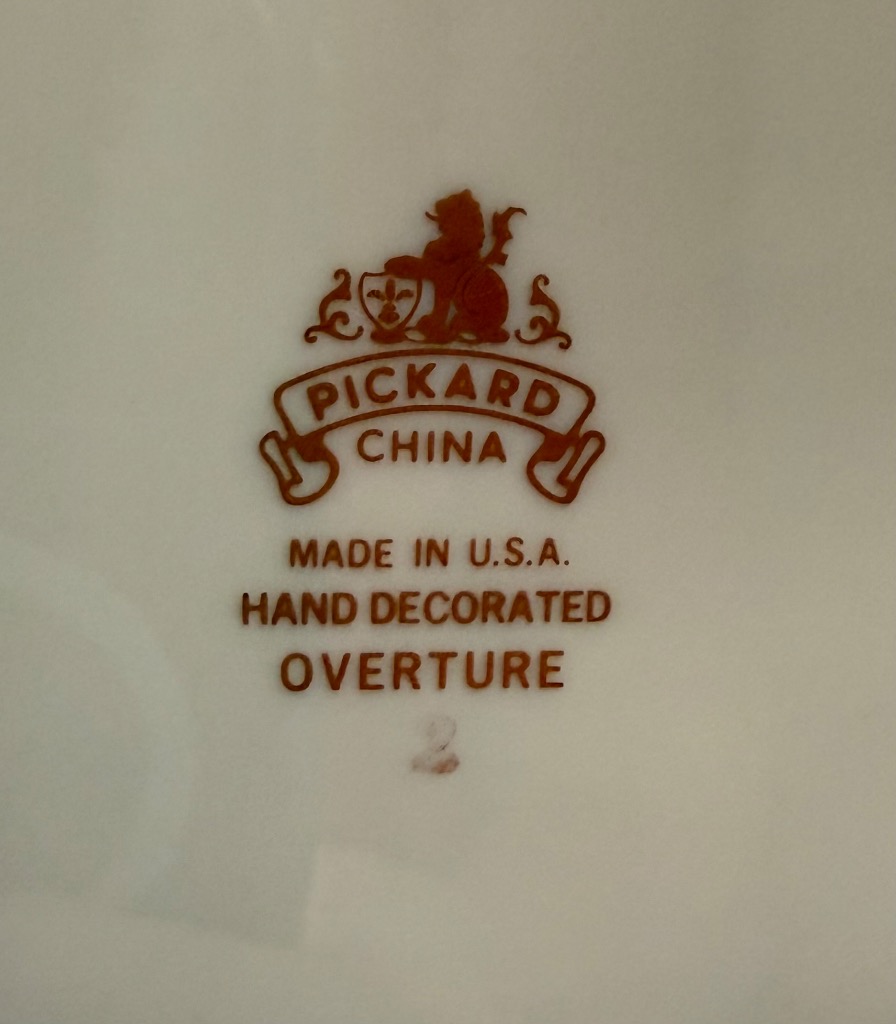 PICKARD
CHINA
MADE IN U.S.A.
HAND DECORATED
OVERTURE
2